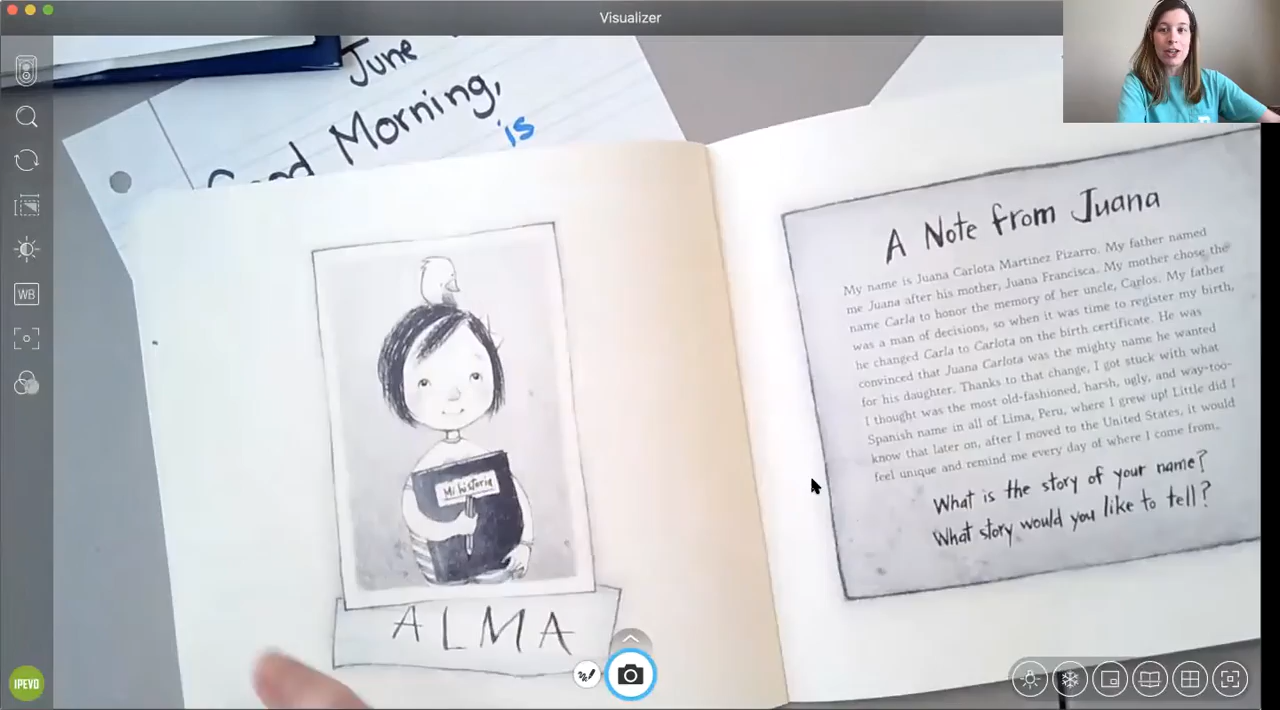 Visualizer
June
Good Morning,
is
WB
Mi historia
ALMA
A Note from Juana
My name is Juana Carlota Martinez Pizarro. My father named
me Juana after his mother, Juana Francisca. My mother chose the
name Carla to honor the memory of her uncle, Carlos. My father
was a man of decisions, so when it was time to register my birth,
he changed Carla to Carlota on the birth certificate. He was
convinced that Juana Carlota was the mighty name he wanted
for his daughter. Thanks to that change, I got stuck with what
I thought was the most old-fashioned, harsh, ugly, and way-too-
Spanish name in all of Lima, Peru, where I grew up! Little did I
know that later on, after I moved to the United States, it would
feel unique and remind me every day of where I come from.
What is the story of your name?
What story would you like to tell?
IPEVO